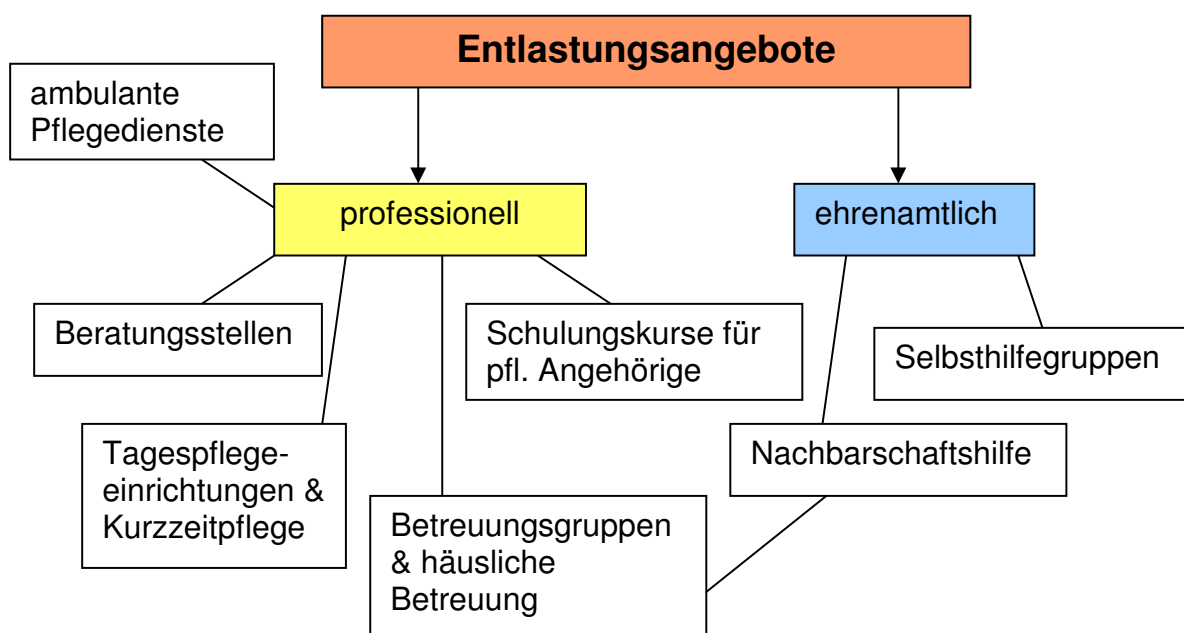 Entlastungsangebote
ambulante
Pflegedienste
professionell
ehrenamtlich
Beratungsstellen
Schulungskurse für
pfl. Angehörige
Selbsthilfegruppen
Tagespflege-
einrichtungen &
Kurzzeitpflege
Nachbarschaftshilfe
Betreuungsgruppen
& häusliche
Betreuung